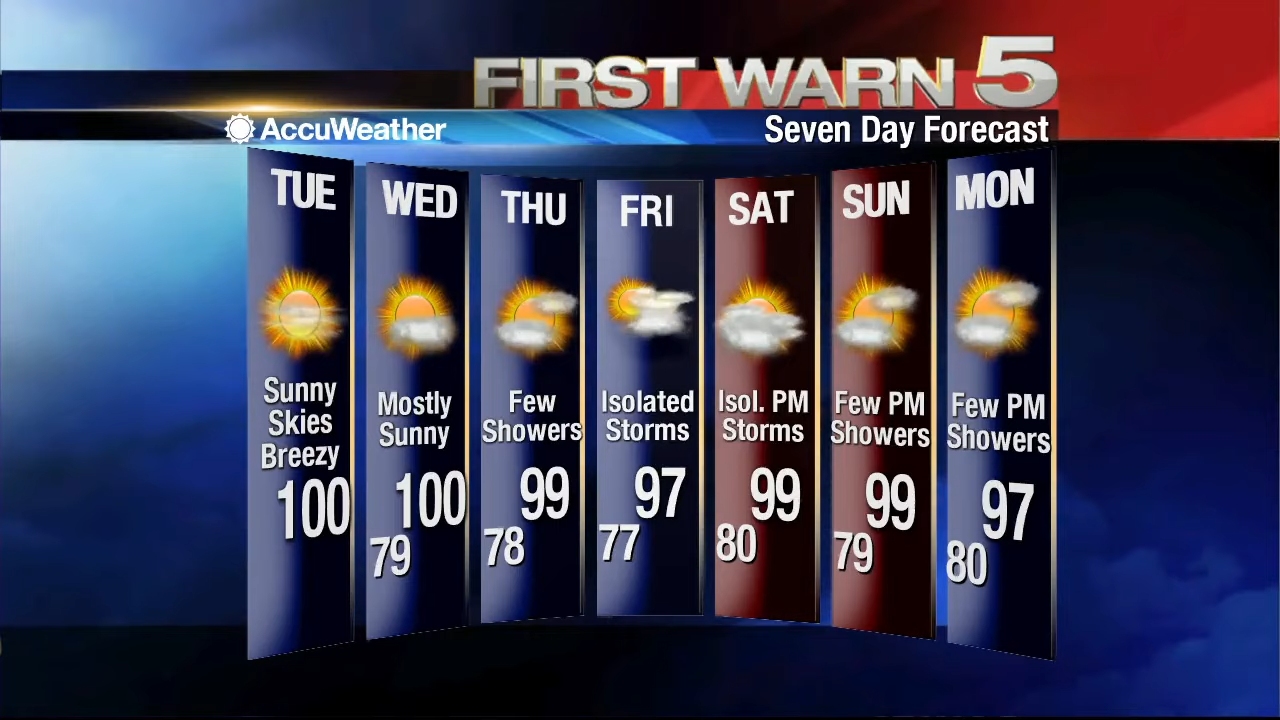 FIRST WARN 5
AccuWeather
Seven Day Forecast
TUE
Sunny
Skies
Breezy
100
WED
Mostly
Sunny
100
79
THU
Few
Showers
99
78
FRI
Isolated
Storms
97
77
SAT
Isol. PM
Storms
99
80
SUN
Few PM
Showers
99
79
MON
Few PM
Showers
97
80